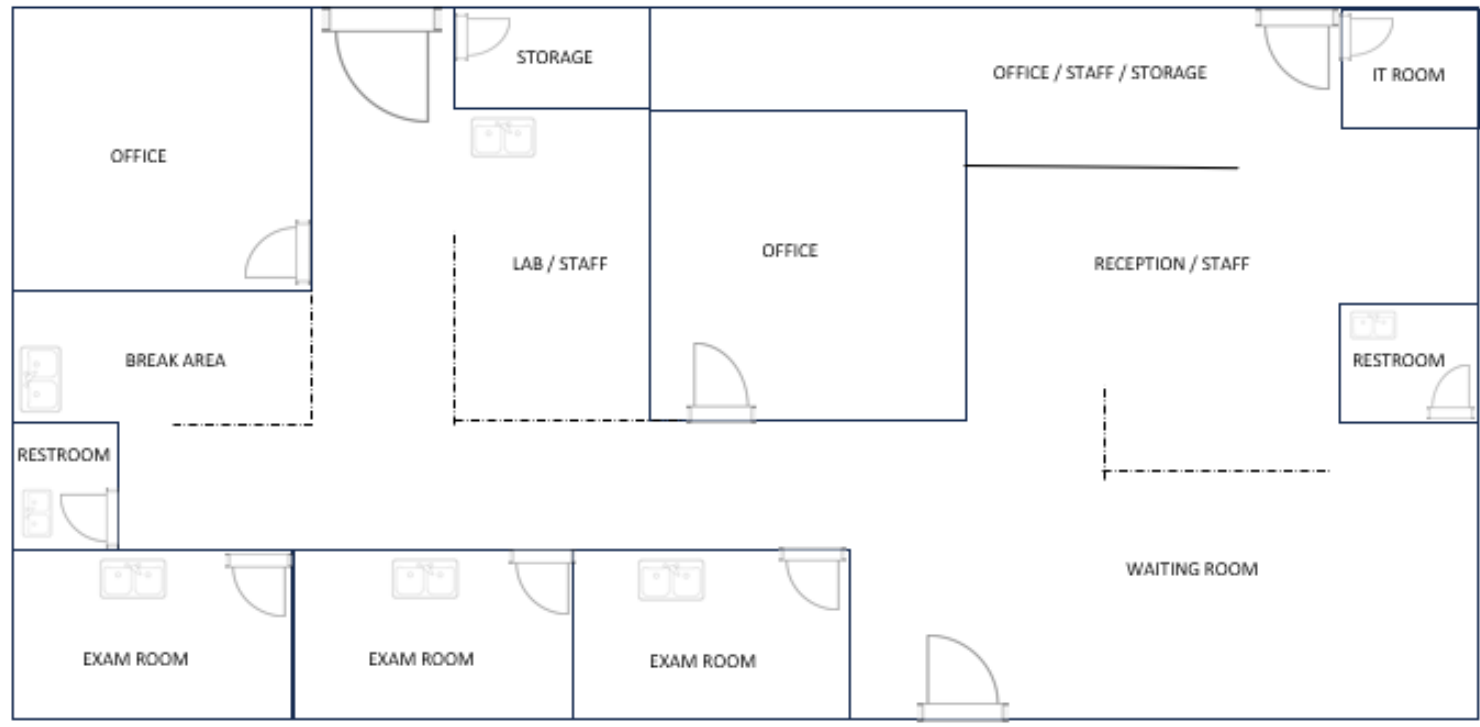 STORAGE
OFFICE / STAFF / STORAGE
IT ROOM
OFFICE
OFFICE
LAB / STAFF
RECEPTION / STAFF
BREAK AREA
RESTROOM
RESTROOM
WAITING ROOM
EXAM ROOM
EXAM ROOM
EXAM ROOM